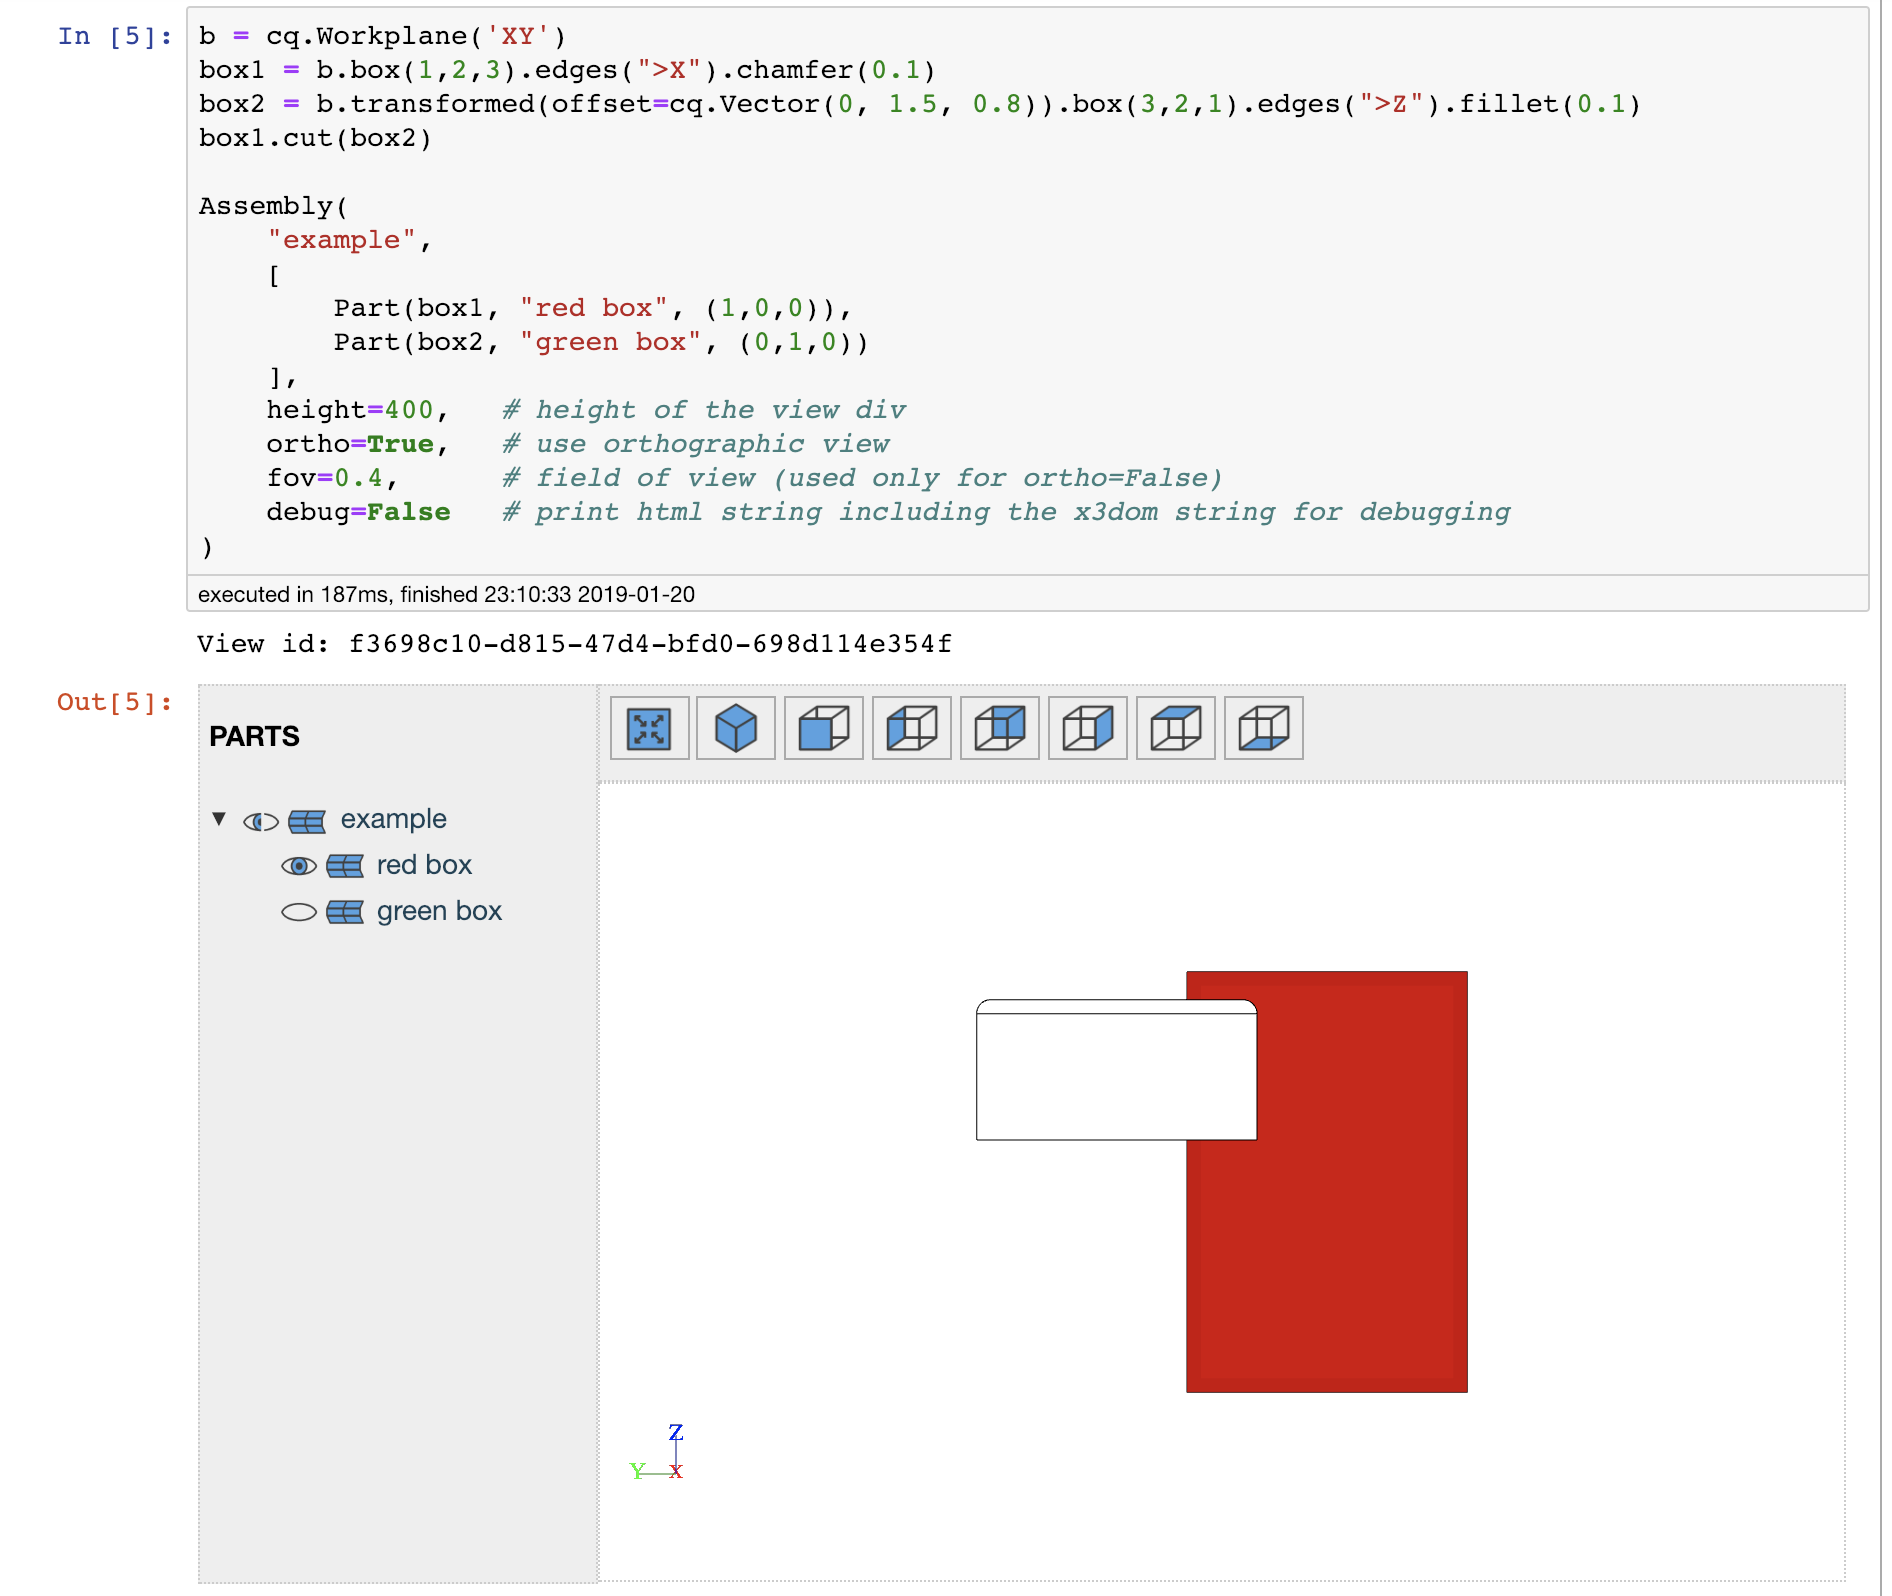 In [5]:
b = cq.Workplane('XY')
box1 = b.box(1,2,3).edges(">X").chamfer(0.1)
box2 = b.transformed(offset=cq.Vector(0, 1.5, 0.8)).box(3,2,1).edges(">Z").fillet(0.1)
box1.cut(box2)
Assembly(
"example",
[
Part(box1, "red box", (1,0,0)),
Part(box2, "green box", (0,1,0))
],
height=400, # height of the view div
ortho=True, # use orthographic view
fov=0.4, # field of view (used only for ortho=False)
debug=False # print html string including the x3dom string for debugging
)
executed in 187ms, finished 23:10:33 2019-01-20
View id: f3698c10-d815-47d4-bfd0-698d114e354f
Out[5]:
PARTS
example
red box
green box
Z
Y X